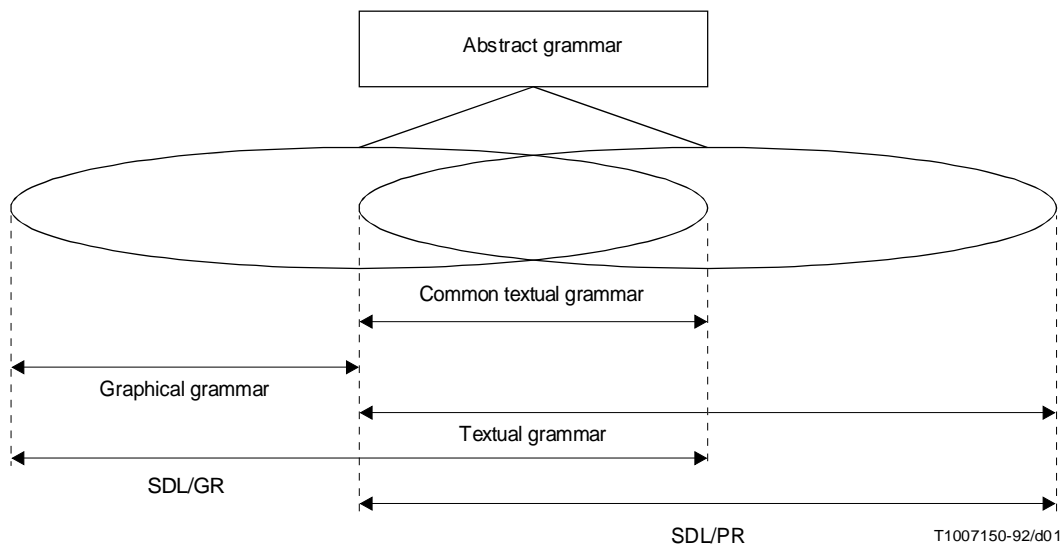 Abstract grammar
Common textual grammar
Graphical grammar
Textual grammar
SDL/GR
SDL/PR
T1007150-92/d01